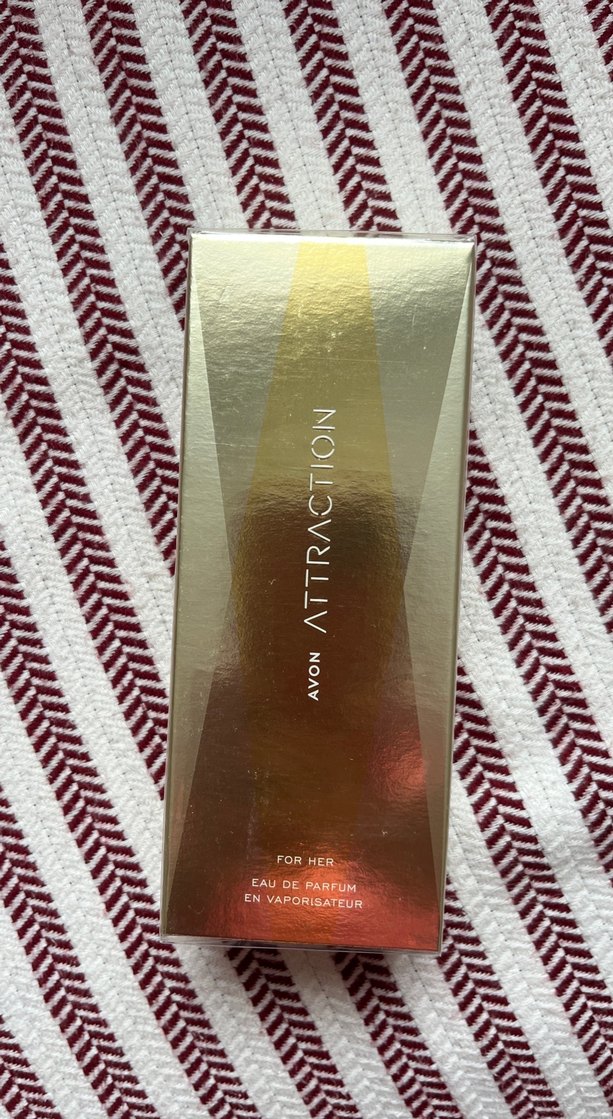 AVON ATTRACTION
FOR HER
EAU DE PARFUM
EN VAPORISATEUR